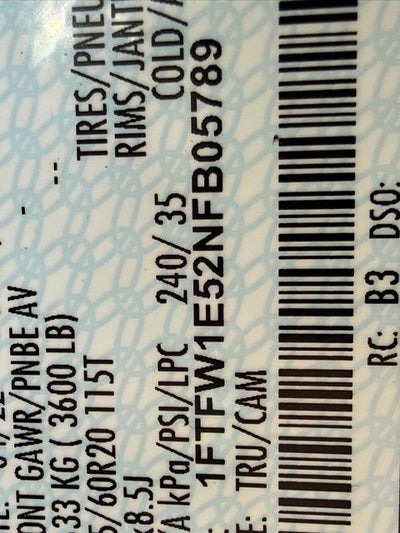 ONT GAWR/PNBE AV -
33 KG ( 3600 LB) --
5/60R20 115T TIRES/PNEU
x8.5J RIMS/JANT
A kPa/PSI/LPC 240/ 35 COLD/
1FTFW1E52NFB05789
E: TRU/CAM
RC: B3 DSO: